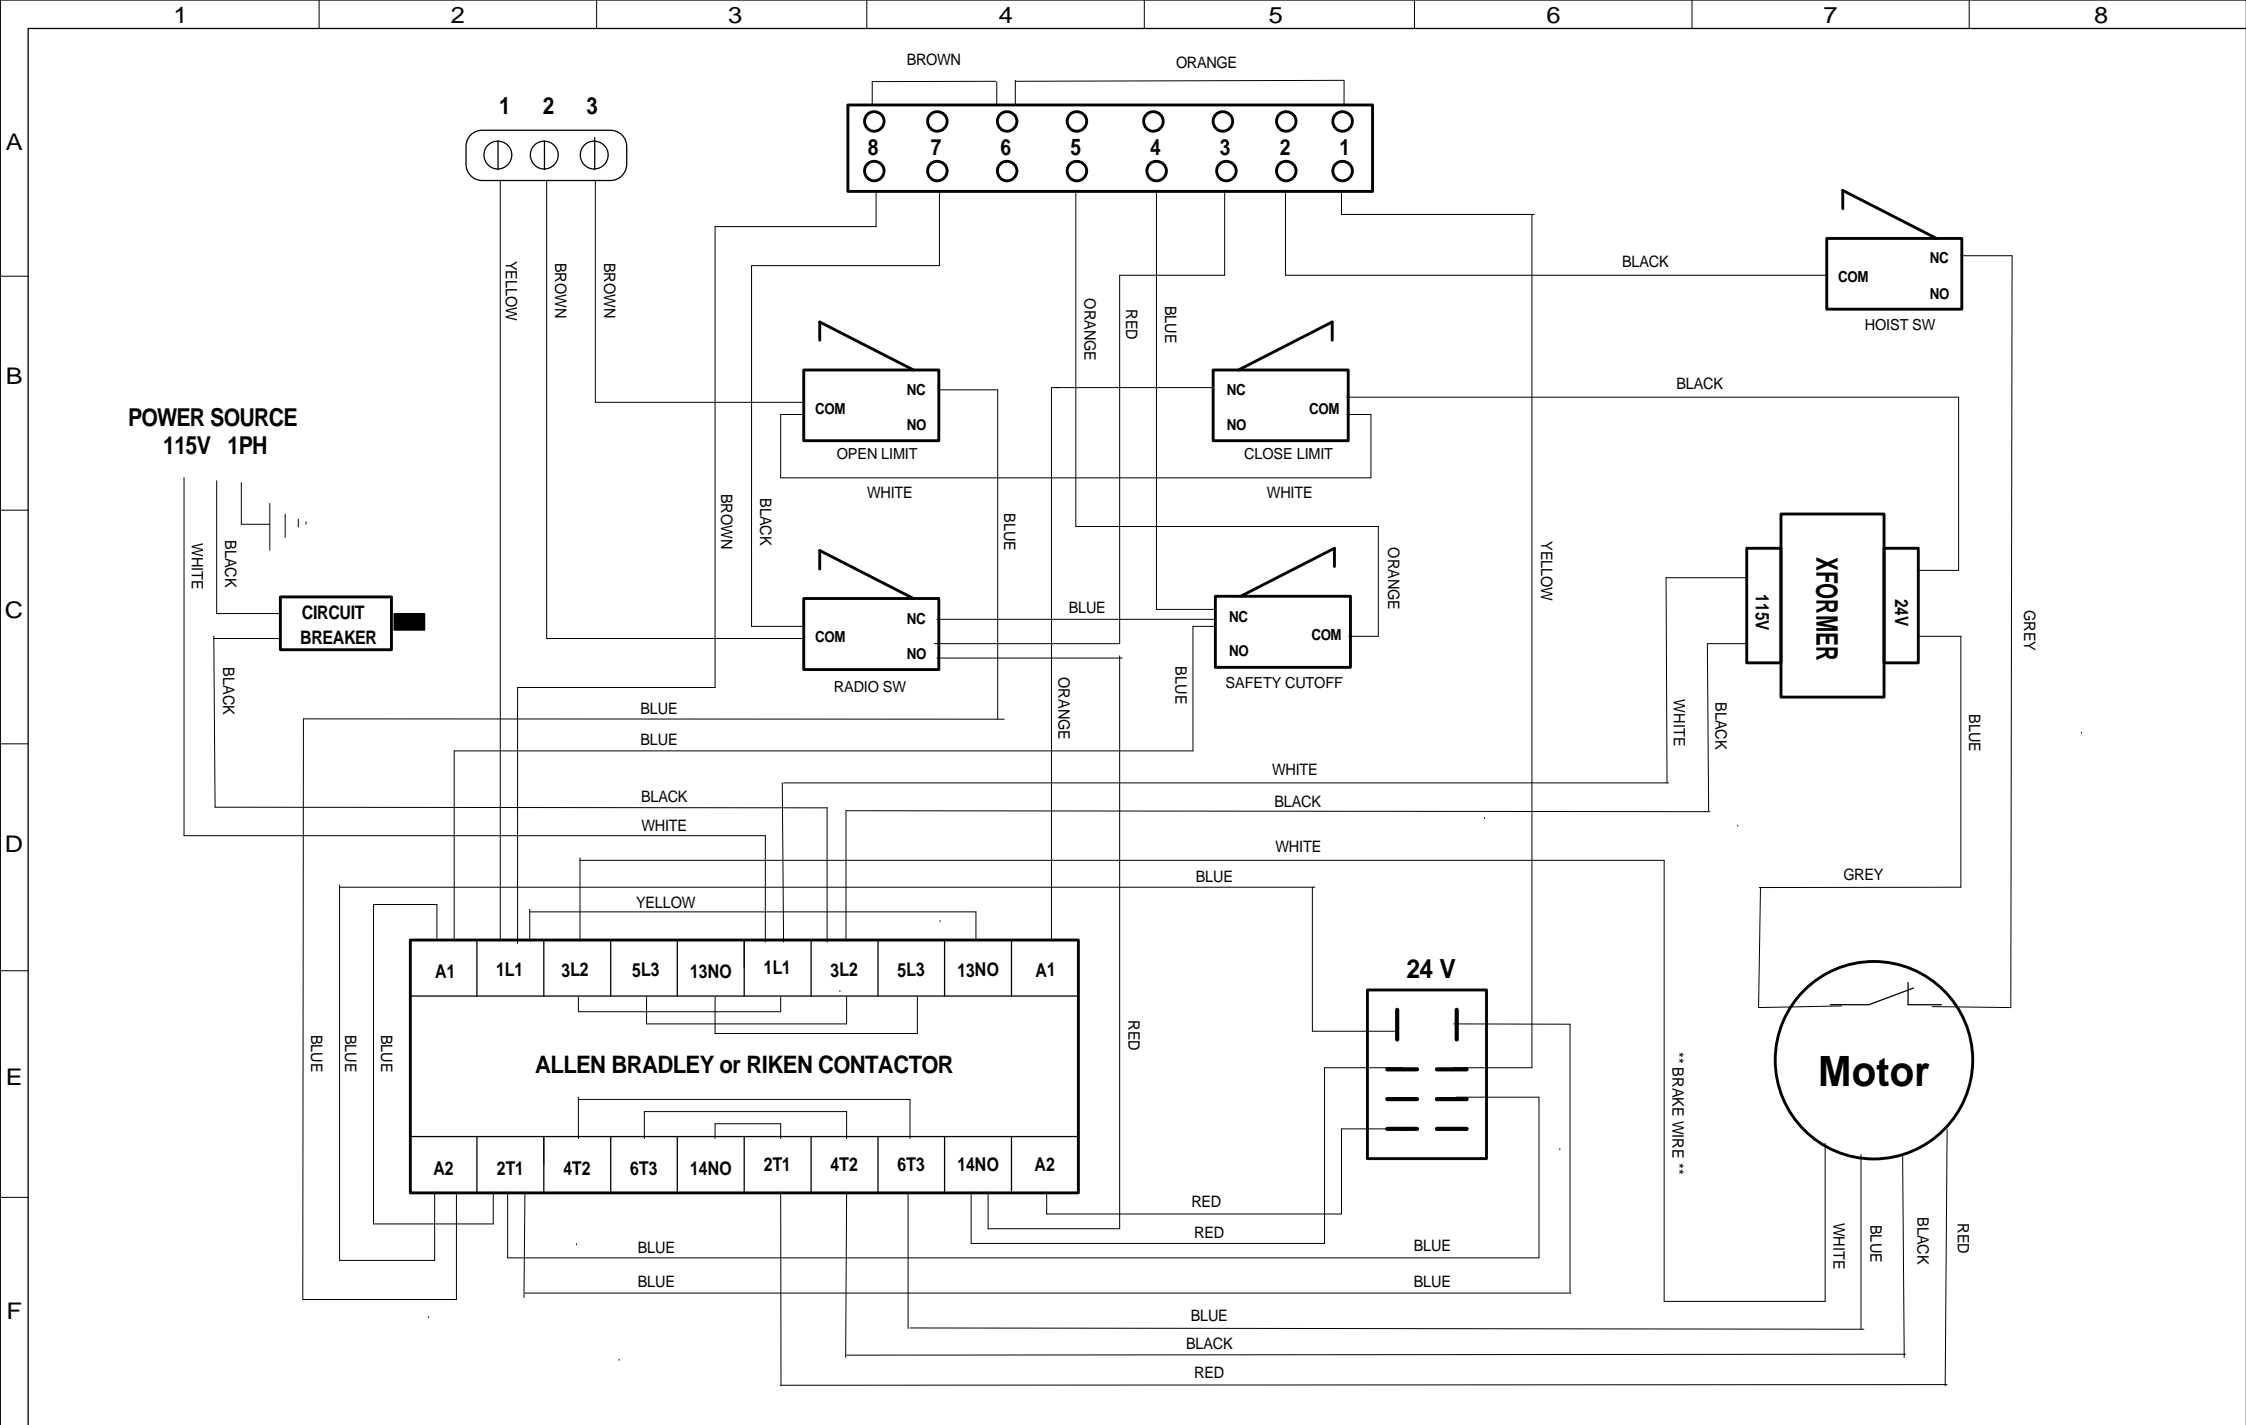 1 2 3 4 5 6 7 8
BROWN
ORANGE
1 2 3
A
8 7 6 5 4 3 2 1
YELLOW
BROWN
BROWN
ORANGE
RED
BLUE
BLACK
COM
NC
NO
HOIST SW
B
POWER SOURCE
115V 1PH
COM
NC
NO
OPEN LIMIT
NC
NO
COM
CLOSE LIMIT
BLACK
WHITE
WHITE
WHITE
BLACK
BROWN
BLACK
BLUE
ORANGE
YELLOW
C
CIRCUIT
BREAKER
BLACK
COM
NC
NO
RADIO SW
BLUE
NC
NO
COM
SAFETY CUTOFF
115V
XFORMER
24V
GREY
BLUE
BLUE
BLUE
ORANGE
WHITE
BLACK
BLUE
WHITE
BLACK
BLACK
WHITE
D
WHITE
BLUE
GREY
YELLOW
A1 1L1 3L2 5L3 13NO 1L1 3L2 5L3 13NO A1
24 V
BLUE
BLUE
BLUE
RED
ALLEN BRADLEY or RIKEN CONTACTOR
E
** BRAKE WIRE **
Motor
A2 2T1 4T2 6T3 14NO 2T1 4T2 6T3 14NO A2
RED
RED
WHITE
BLUE
BLACK
RED
BLUE
BLUE
BLUE
BLUE
F
BLUE
BLACK
RED